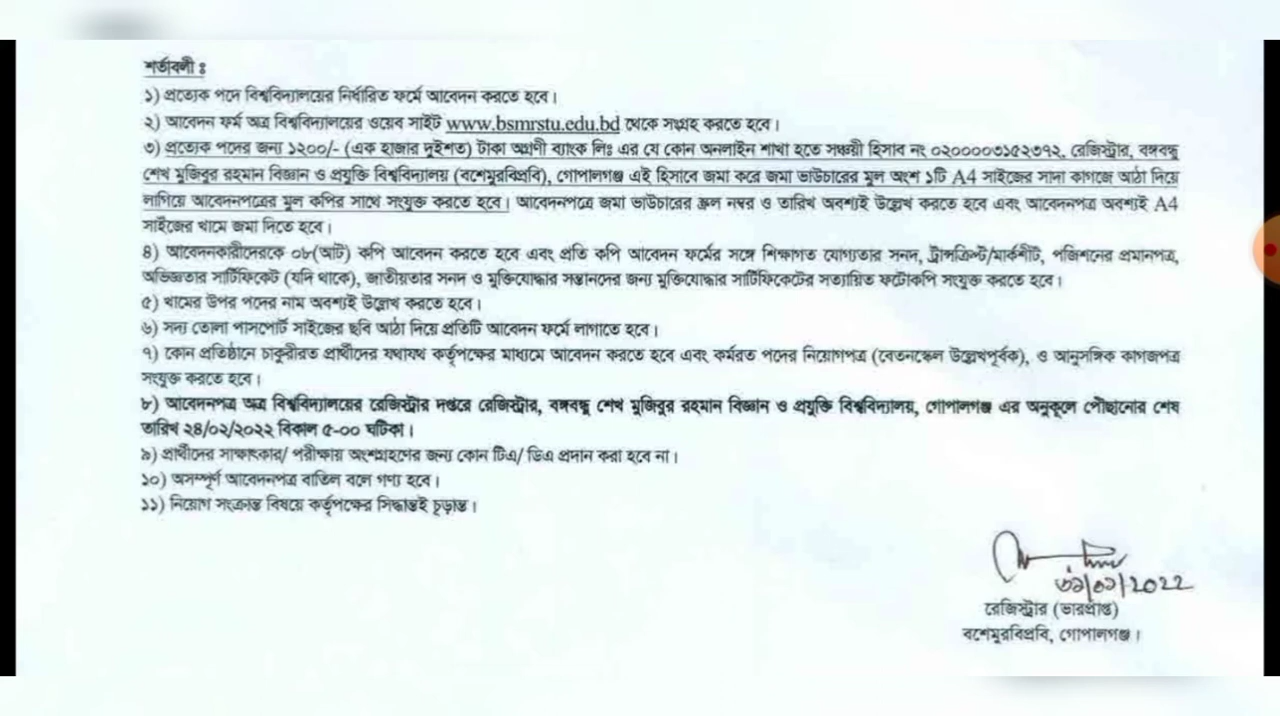 শর্তাবলী ঃ
১) প্রত্যেক পদে বিশ্ববিদ্যালয়ের নির্ধারিত ফর্মে আবেদন করতে হবে।
২) আবেদন ফর্ম অত্র বিশ্ববিদ্যালয়ের ওয়েব সাইট www.bsmrstu.edu.bd থেকে সংগ্রহ করতে হবে।
৩) প্রত্যেক পদের জন্য ১২০০/- (এক হাজার দুইশত) টাকা অগ্রণী ব্যাংক লিঃ এর যে কোন অনলাইন শাখা হতে সঞ্চয়ী হিসাব নং ০২০০০০৩১৫২৩৭২, রেজিস্ট্রার, বঙ্গবন্ধু
শেখ মুজিবুর রহমান বিজ্ঞান ও প্রযুক্তি বিশ্ববিদ্যালয় (বশেমুরবিপ্রবি), গোপালগঞ্জ এই হিসাবে জমা করে জমা ভাউচারের মুল অংশ ১টি A4 সাইজের সাদা কাগজে আঠা দিয়ে
লাগিয়ে আবেদনপত্রের মুল কপির সাথে সংযুক্ত করতে হবে। আবেদনপত্রে জমা ভাউচারের স্ক্রল নম্বর ও তারিখ অবশ্যই উল্লেখ করতে হবে এবং আবেদনপত্র অবশ্যই A4
সাইজের খামে জমা দিতে হবে।
৪) আবেদনকারীদেরকে ০৮(আট) কপি আবেদন করতে হবে এবং প্রতি কপি আবেদন ফর্মের সঙ্গে শিক্ষাগত যোগ্যতার সনদ, ট্রান্সক্রিপ্ট/মার্কশীট, পজিশনের প্রমানপত্র,
অভিজ্ঞতার সার্টিফিকেট (যদি থাকে), জাতীয়তার সনদ ও মুক্তিযোদ্ধার সন্তানদের জন্য মুক্তিযোদ্ধার সার্টিফিকেটের সত্যায়িত ফটোকপি সংযুক্ত করতে হবে।
৫) খামের উপর পদের নাম অবশ্যই উল্লেখ করতে হবে।
৬) সদ্য তোলা পাসপোর্ট সাইজের ছবি আঠা দিয়ে প্রতিটি আবেদন ফর্মে লাগাতে হবে।
৭) কোন প্রতিষ্ঠানে চাকুরীরত প্রার্থীদের যথাযথ কর্তৃপক্ষের মাধ্যমে আবেদন করতে হবে এবং কর্মরত পদের নিয়োগপত্র (বেতনস্কেল উল্লেখপূর্বক), ও আনুসঙ্গিক কাগজপত্র
সংযুক্ত করতে হবে।
৮) আবেদনপত্র অত্র বিশ্ববিদ্যালয়ের রেজিস্ট্রার দপ্তরে রেজিস্ট্রার, বঙ্গবন্ধু শেখ মুজিবুর রহমান বিজ্ঞান ও প্রযুক্তি বিশ্ববিদ্যালয়, গোপালগঞ্জ এর অনুকূলে পৌছানোর শেষ
তারিখ ২৪/০২/২০২২ বিকাল ৫-০০ ঘটিকা।
৯) প্রার্থীদের সাক্ষাৎকার/ পরীক্ষায় অংশগ্রহণের জন্য কোন টিএ/ ডিএ প্রদান করা হবে না।
১০) অসম্পূর্ণ আবেদনপত্র বাতিল বলে গণ্য হবে।
১১) নিয়োগ সংক্রান্ত বিষয়ে কর্তৃপক্ষের সিদ্ধান্তই চূড়ান্ত।
৩১/০১/২০২২
রেজিস্ট্রার (ভারপ্রাপ্ত)
বশেমুরবিপ্রবি, গোপালগঞ্জ।